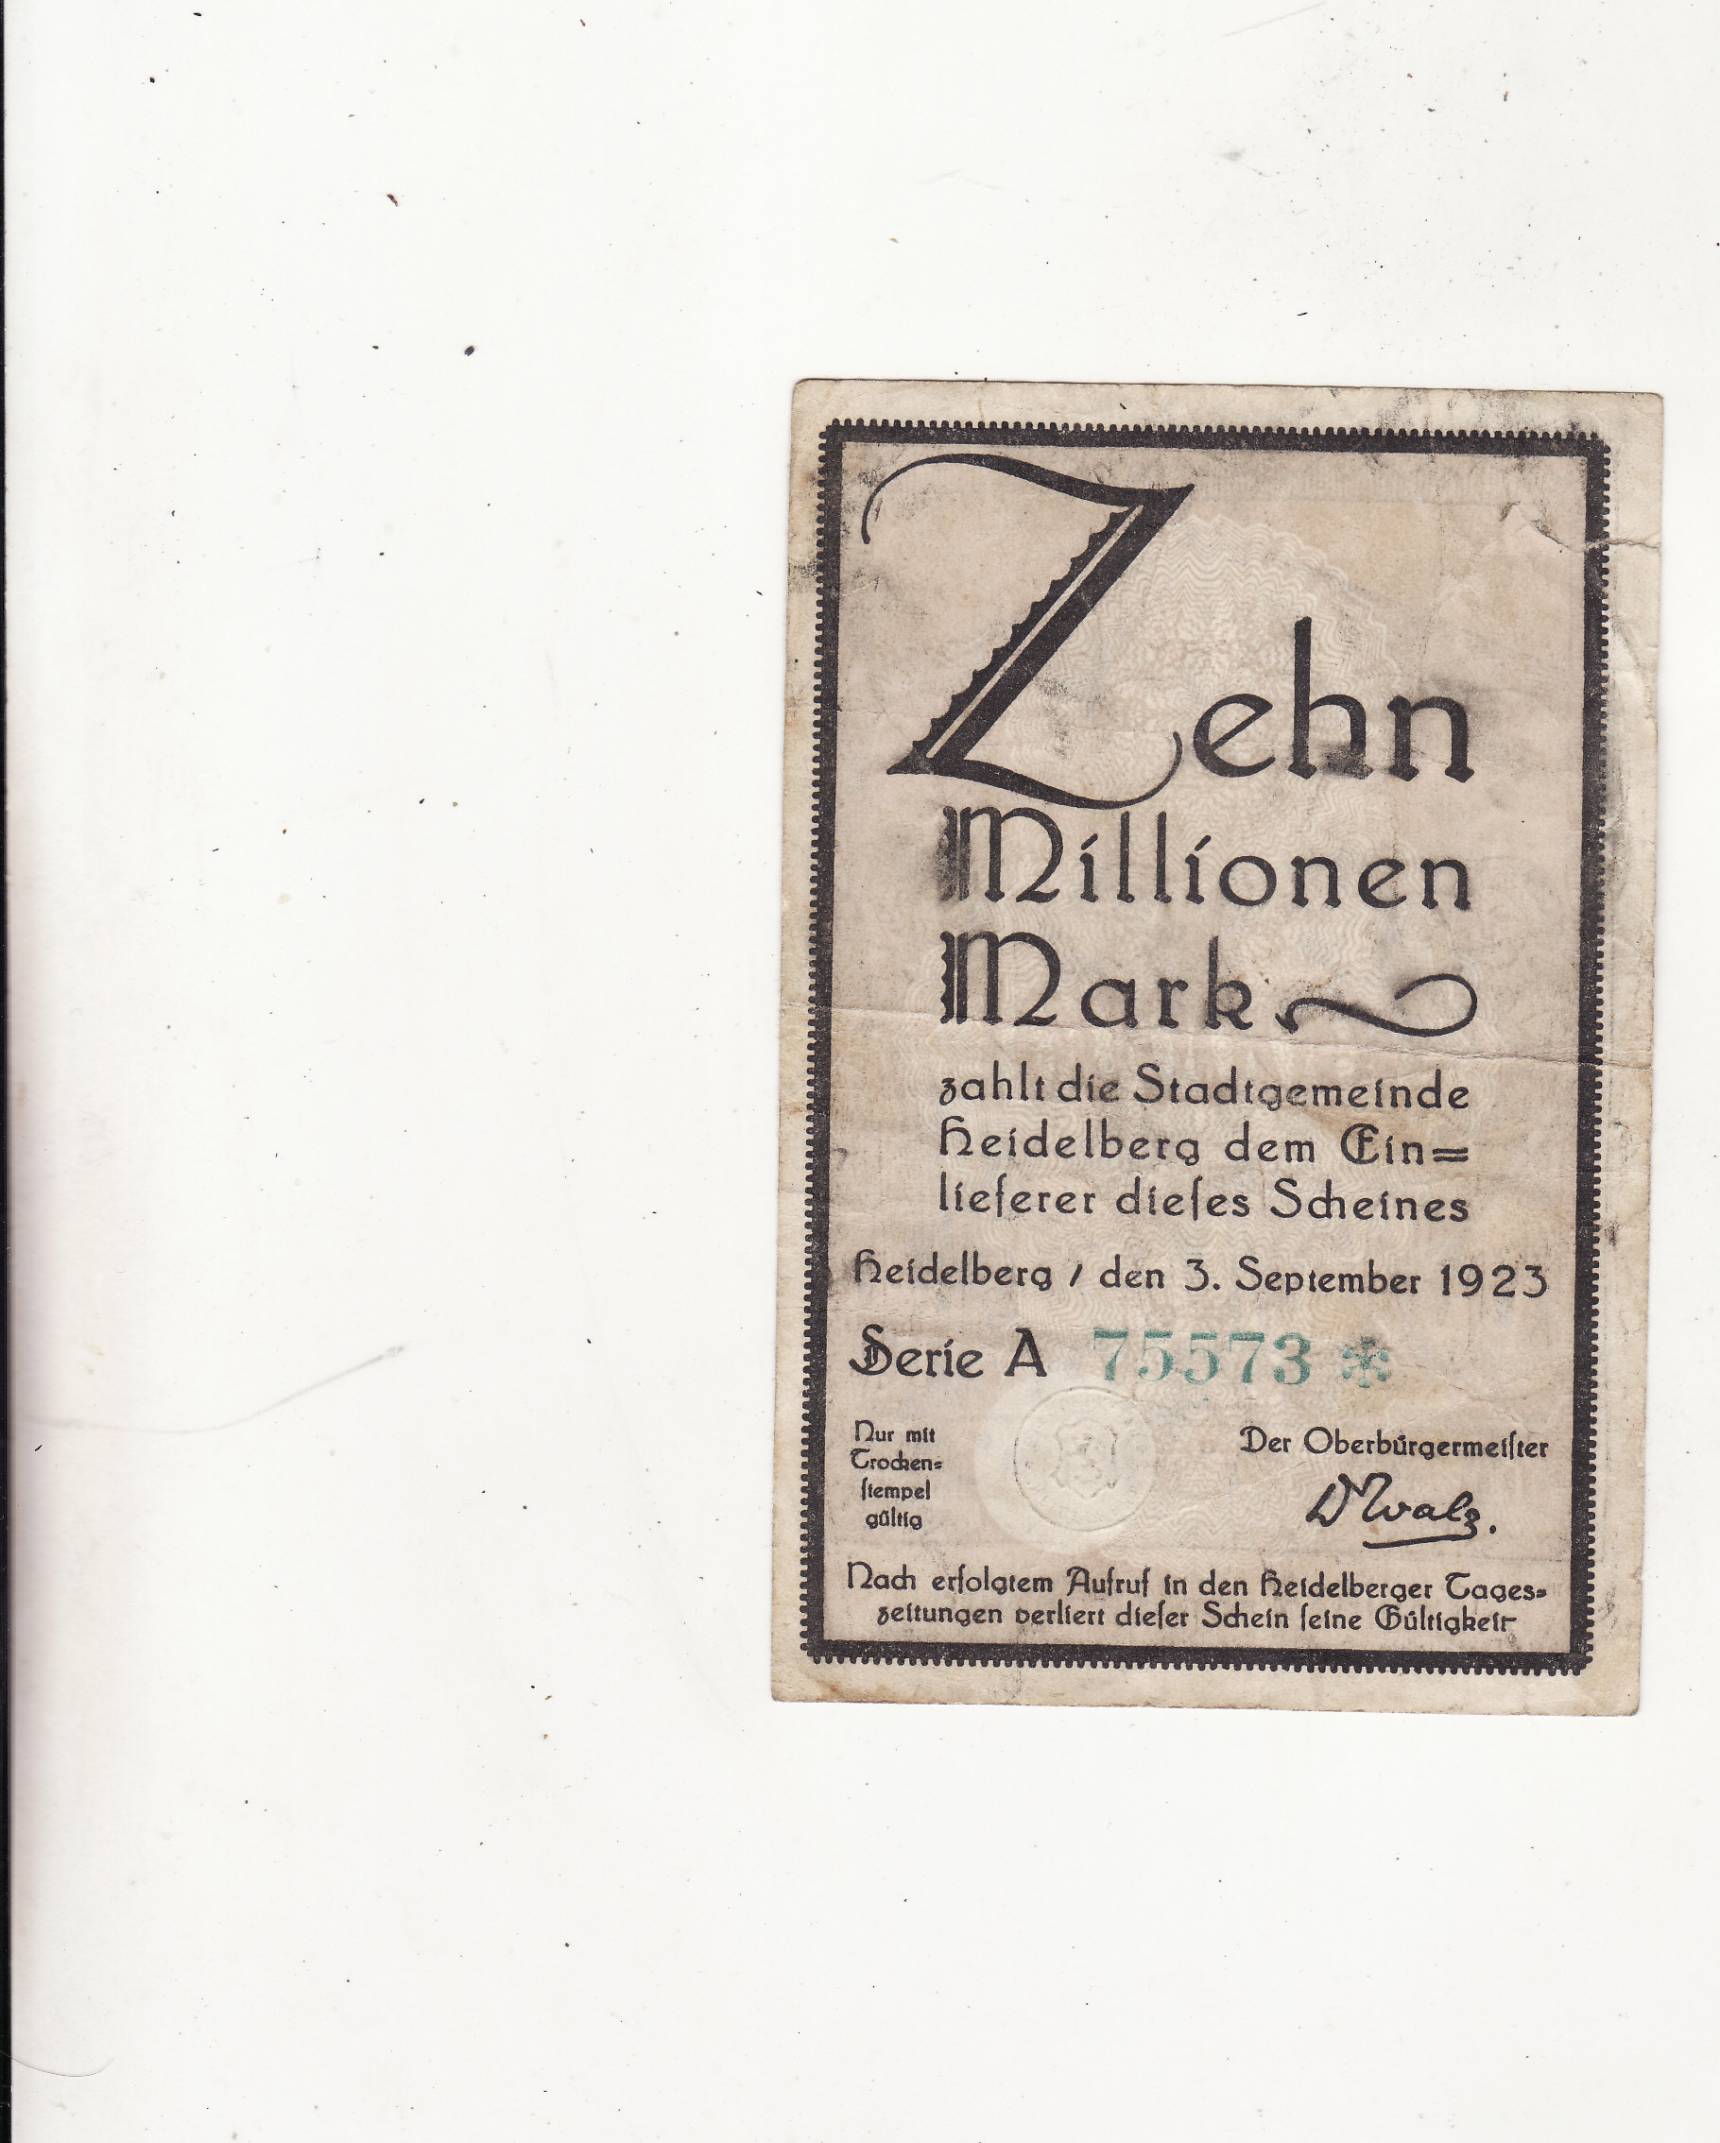 Zehn
Millionen
Mark
zahlt die Stadtgemeinde
Heidelberg dem Ein=
lieferer dieſes Scheines
Heidelberg / den 3. September 1923
Serie A 75573 *
Nur mit
Trocken=
ſtempel
gültig
Der Oberbürgermeiſter
D Walz.
Nach erfolgtem Aufruf in den Heidelberger Tages=
zeitungen verliert dieſer Schein ſeine Gültigkeit